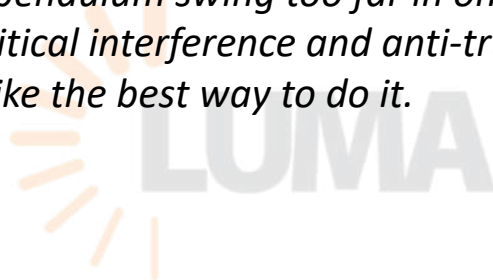 pendulum swing too far in on
itical interference and anti-tr
ike the best way to do it.
LUMA